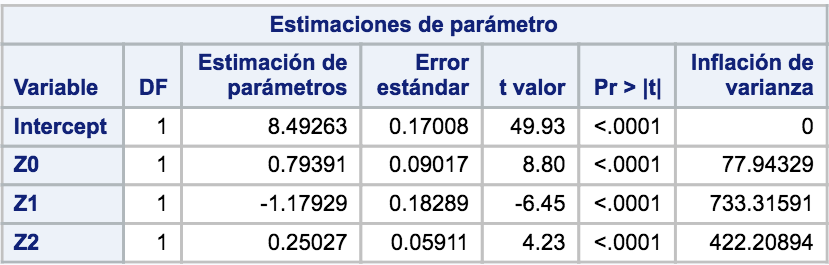 Estimaciones de parámetro
Variable DF Estimación de parámetros Error estándar t valor Pr > |t| Inflación de varianza
Intercept 1 8.49263 0.17008 49.93 <.0001 0
Z0 1 0.79391 0.09017 8.80 <.0001 77.94329
Z1 1 -1.17929 0.18289 -6.45 <.0001 733.31591
Z2 1 0.25027 0.05911 4.23 <.0001 422.20894